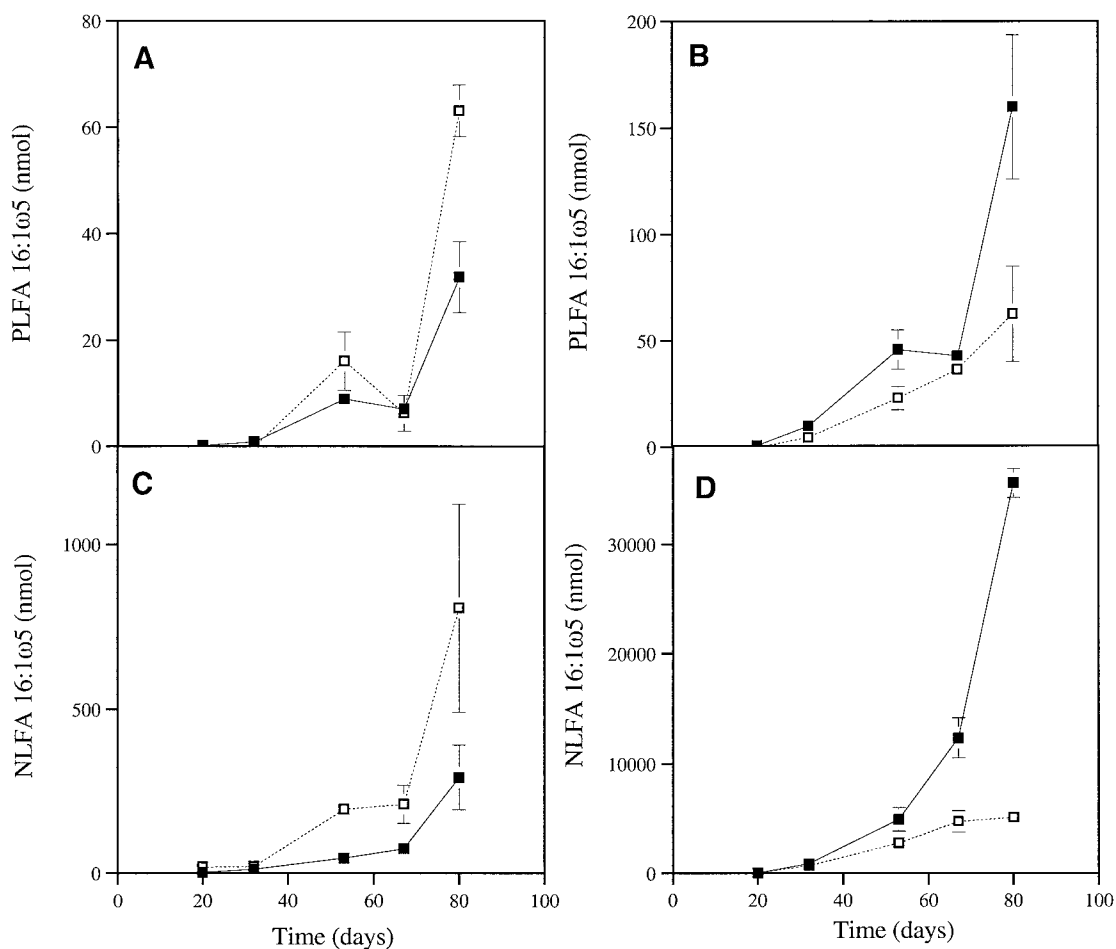 A
80
60
40
20
0
PLFA 16:1ω5 (nmol)
B
200
150
100
50
0
PLFA 16:1ω5 (nmol)
C
1000
500
0
NLFA 16:1ω5 (nmol)
0 20 40 60 80 100
Time (days)
D
30000
20000
10000
0
NLFA 16:1ω5 (nmol)
0 20 40 60 80 100
Time (days)